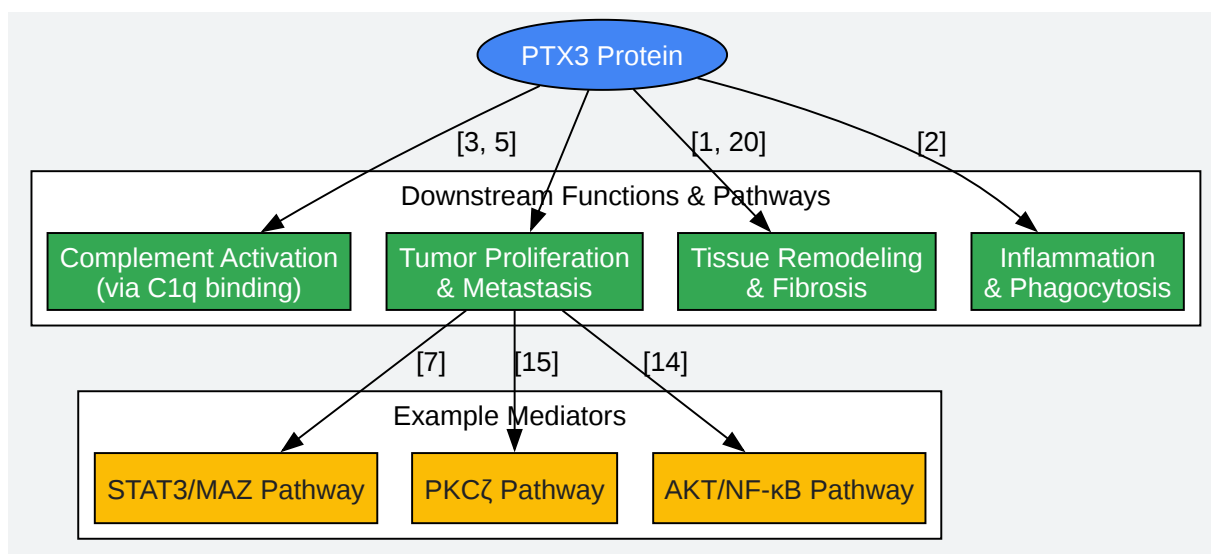 PTX3 Protein
[3, 5]
[1, 20]
[2]
Downstream Functions & Pathways
Complement Activation
(via C1q binding)
Tumor Proliferation
& Metastasis
Tissue Remodeling
& Fibrosis
Inflammation
& Phagocytosis
[7]
[15]
[14]
Example Mediators
STAT3/MAZ Pathway
PKCζ Pathway
AKT/NF-κB Pathway